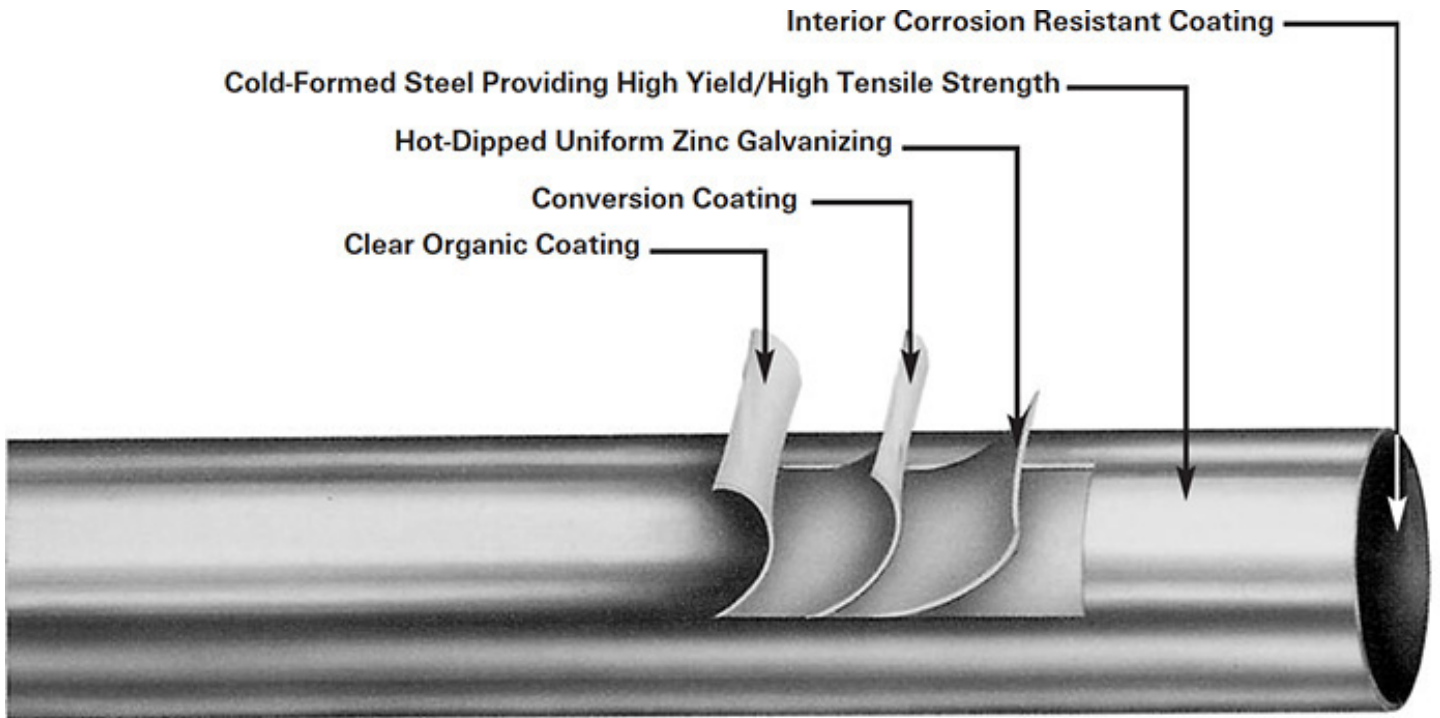 Interior Corrosion Resistant Coating
Cold-Formed Steel Providing High Yield/High Tensile Strength
Hot-Dipped Uniform Zinc Galvanizing
Conversion Coating
Clear Organic Coating